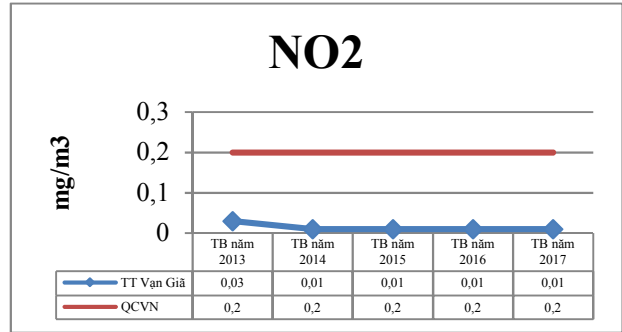 NO2
mg/m3
0,3
0,2
0,1
0
TB năm 2013
TB năm 2014
TB năm 2015
TB năm 2016
TB năm 2017
TT Vạn Giã 0,03 0,01 0,01 0,01 0,01
QCVN 0,2 0,2 0,2 0,2 0,2